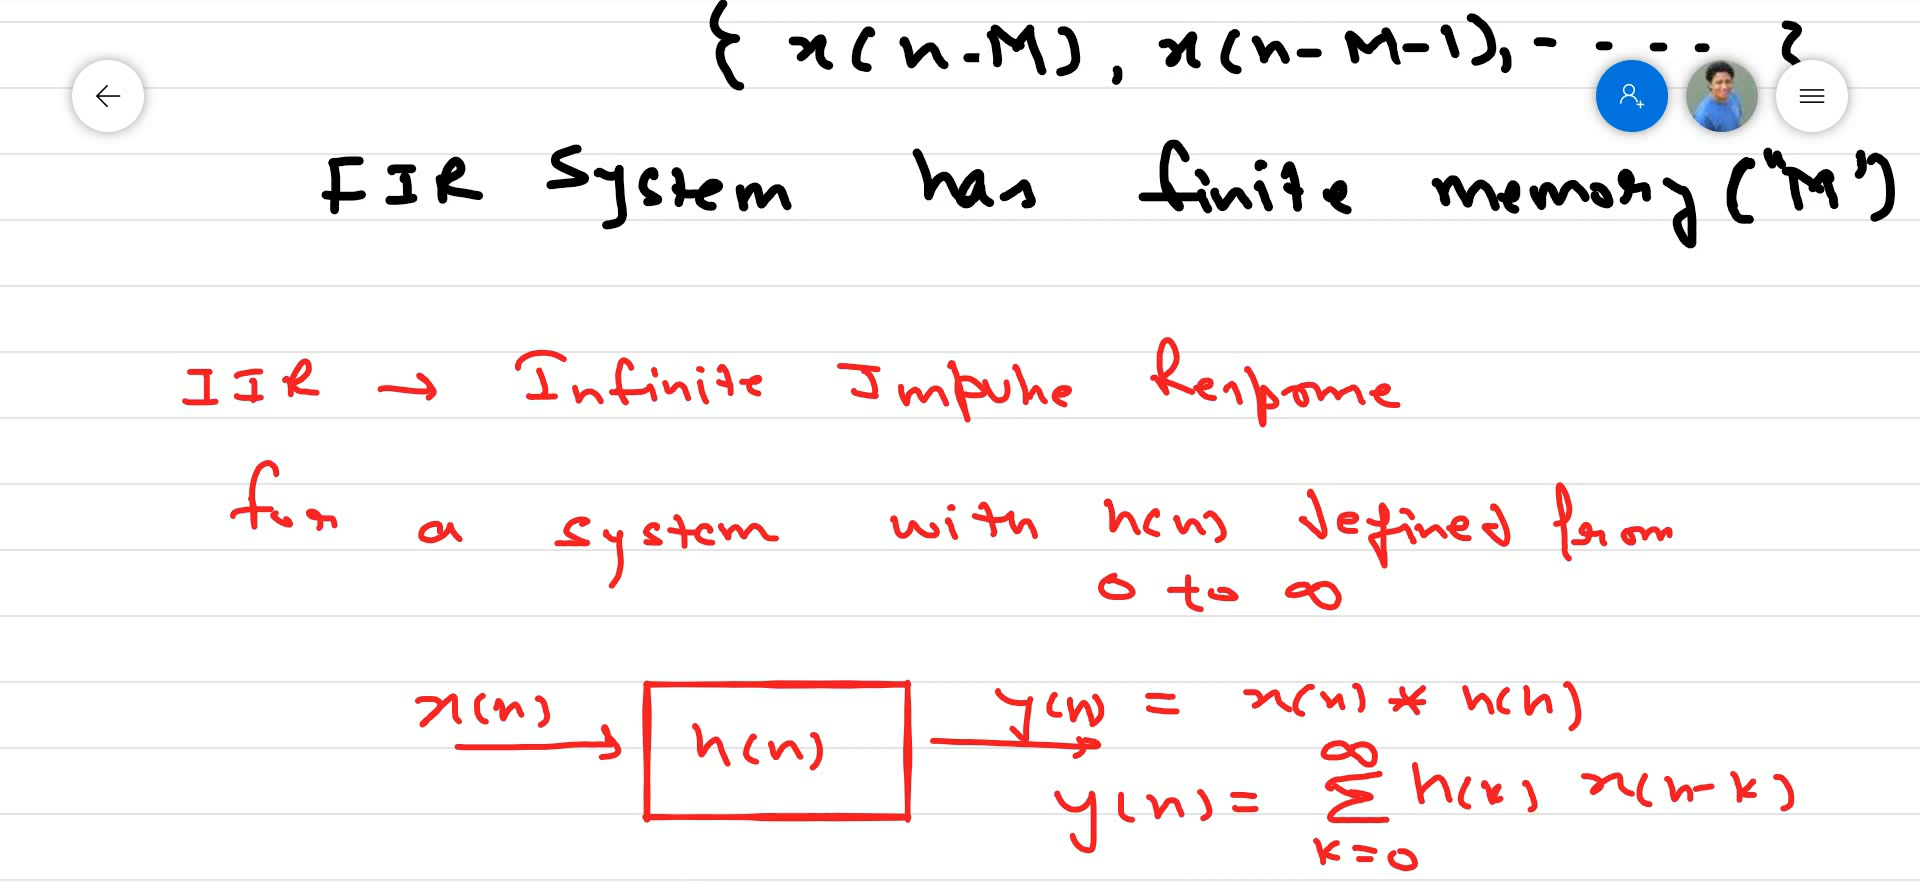 { x(n-M), x(n-M-1), - - - - }
FIR System has finite memory ("M")
IIR → Infinite Impulse Response
for a system with h(n) defined from
0 to ∞
x(n) h(n) y(n) = x(n) * h(n)
y(n) = ∞ ∑ k=0 h(k) x(n-k)